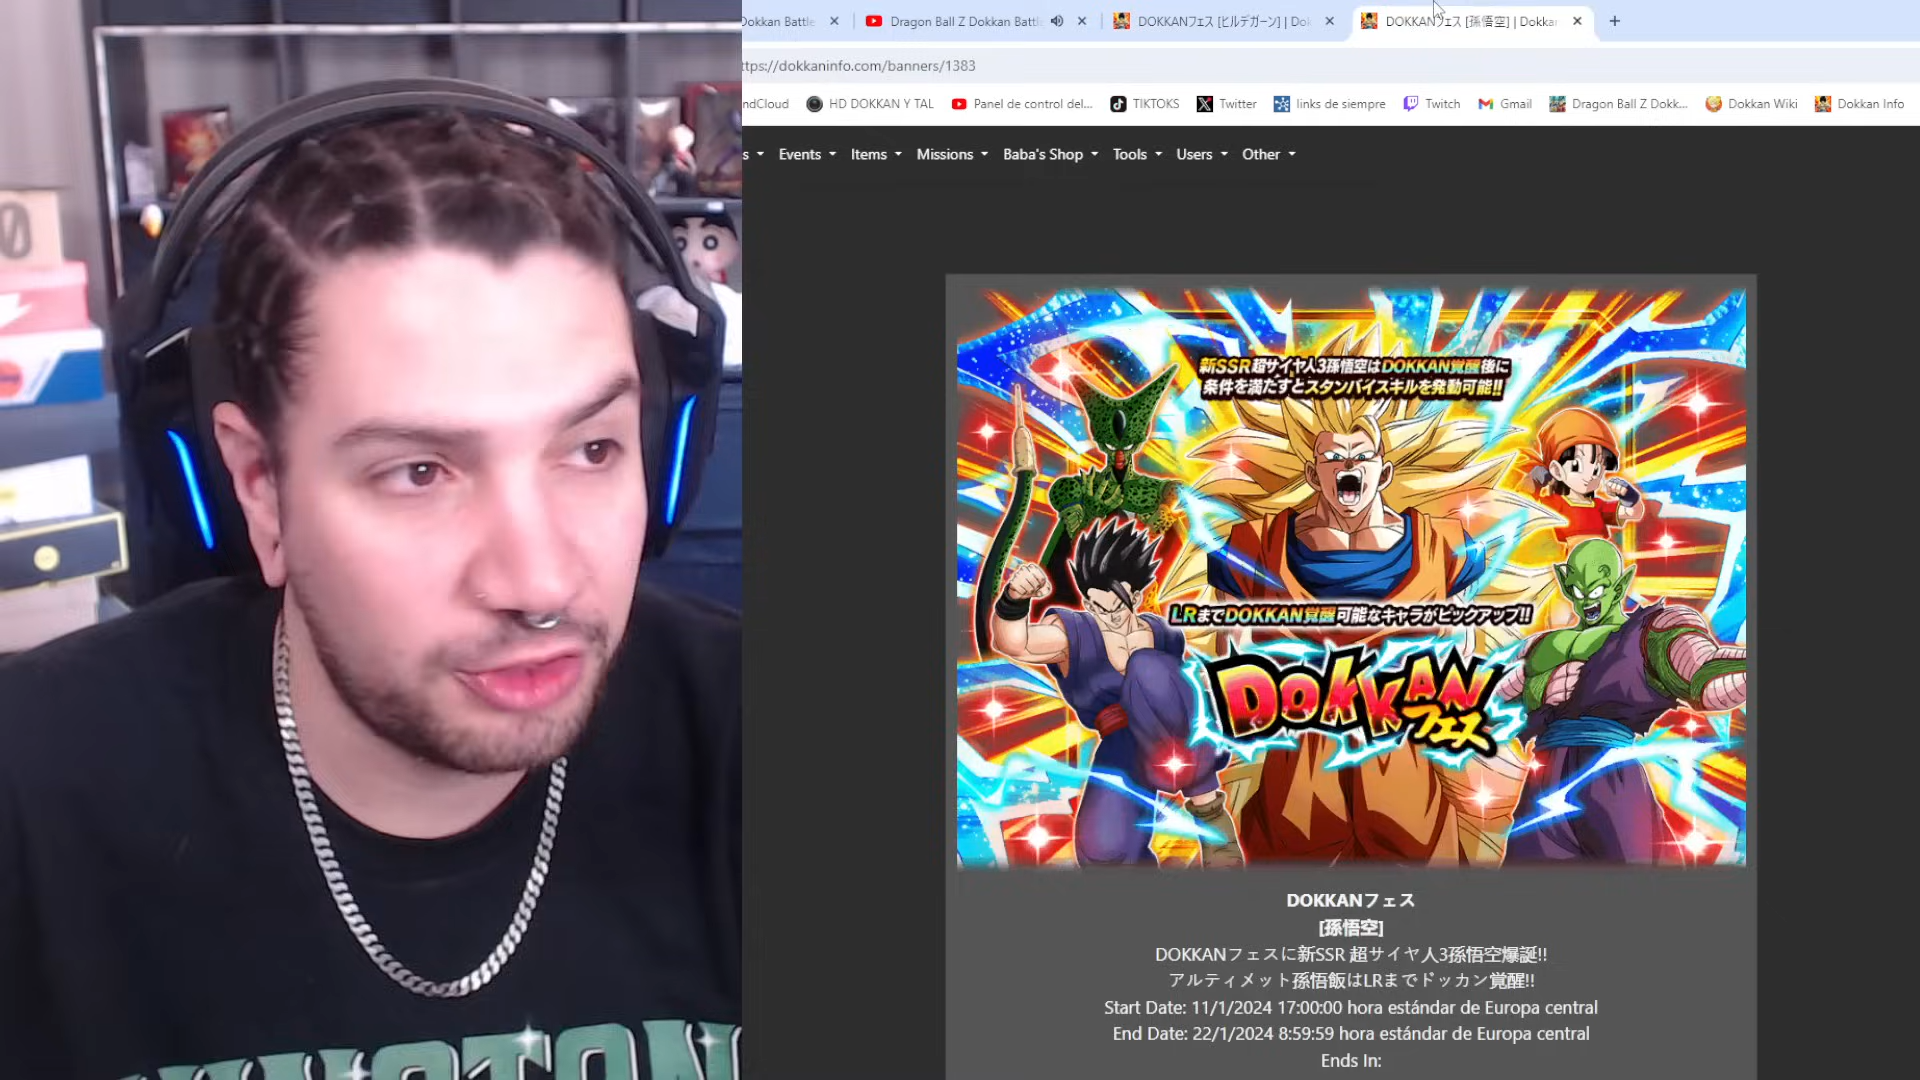 Dokkan Battle
Dragon Ball Z Dokkan Battl
DOKKANフェス [ヒルデガーン] | Dok
DOKKANフェス [孫悟空] | Dokkan
ttps://dokkaninfo.com/banners/1383
ndCloud
HD DOKKAN Y TAL
Panel de control del...
TIKTOKS
Twitter
links de siempre
Twitch
Gmail
Dragon Ball Z Dokk...
Dokkan Wiki
Dokkan Info
s
Events
Items
Missions
Baba's Shop
Tools
Users
Other
新SSR超サイヤ人3孫悟空はDOKKAN覚醒後に
条件を満たすとスタンバイスキルを発動可能!!
LRまでDOKKAN覚醒可能なキャラがピックアップ!!
DOKKAN
フェス
DOKKANフェス
[孫悟空]
DOKKANフェスに新SSR 超サイヤ人3孫悟空爆誕!!
アルティメット孫悟飯はLRまでドッカン覚醒!!
Start Date: 11/1/2024 17:00:00 hora estándar de Europa central
End Date: 22/1/2024 8:59:59 hora estándar de Europa central
Ends In: